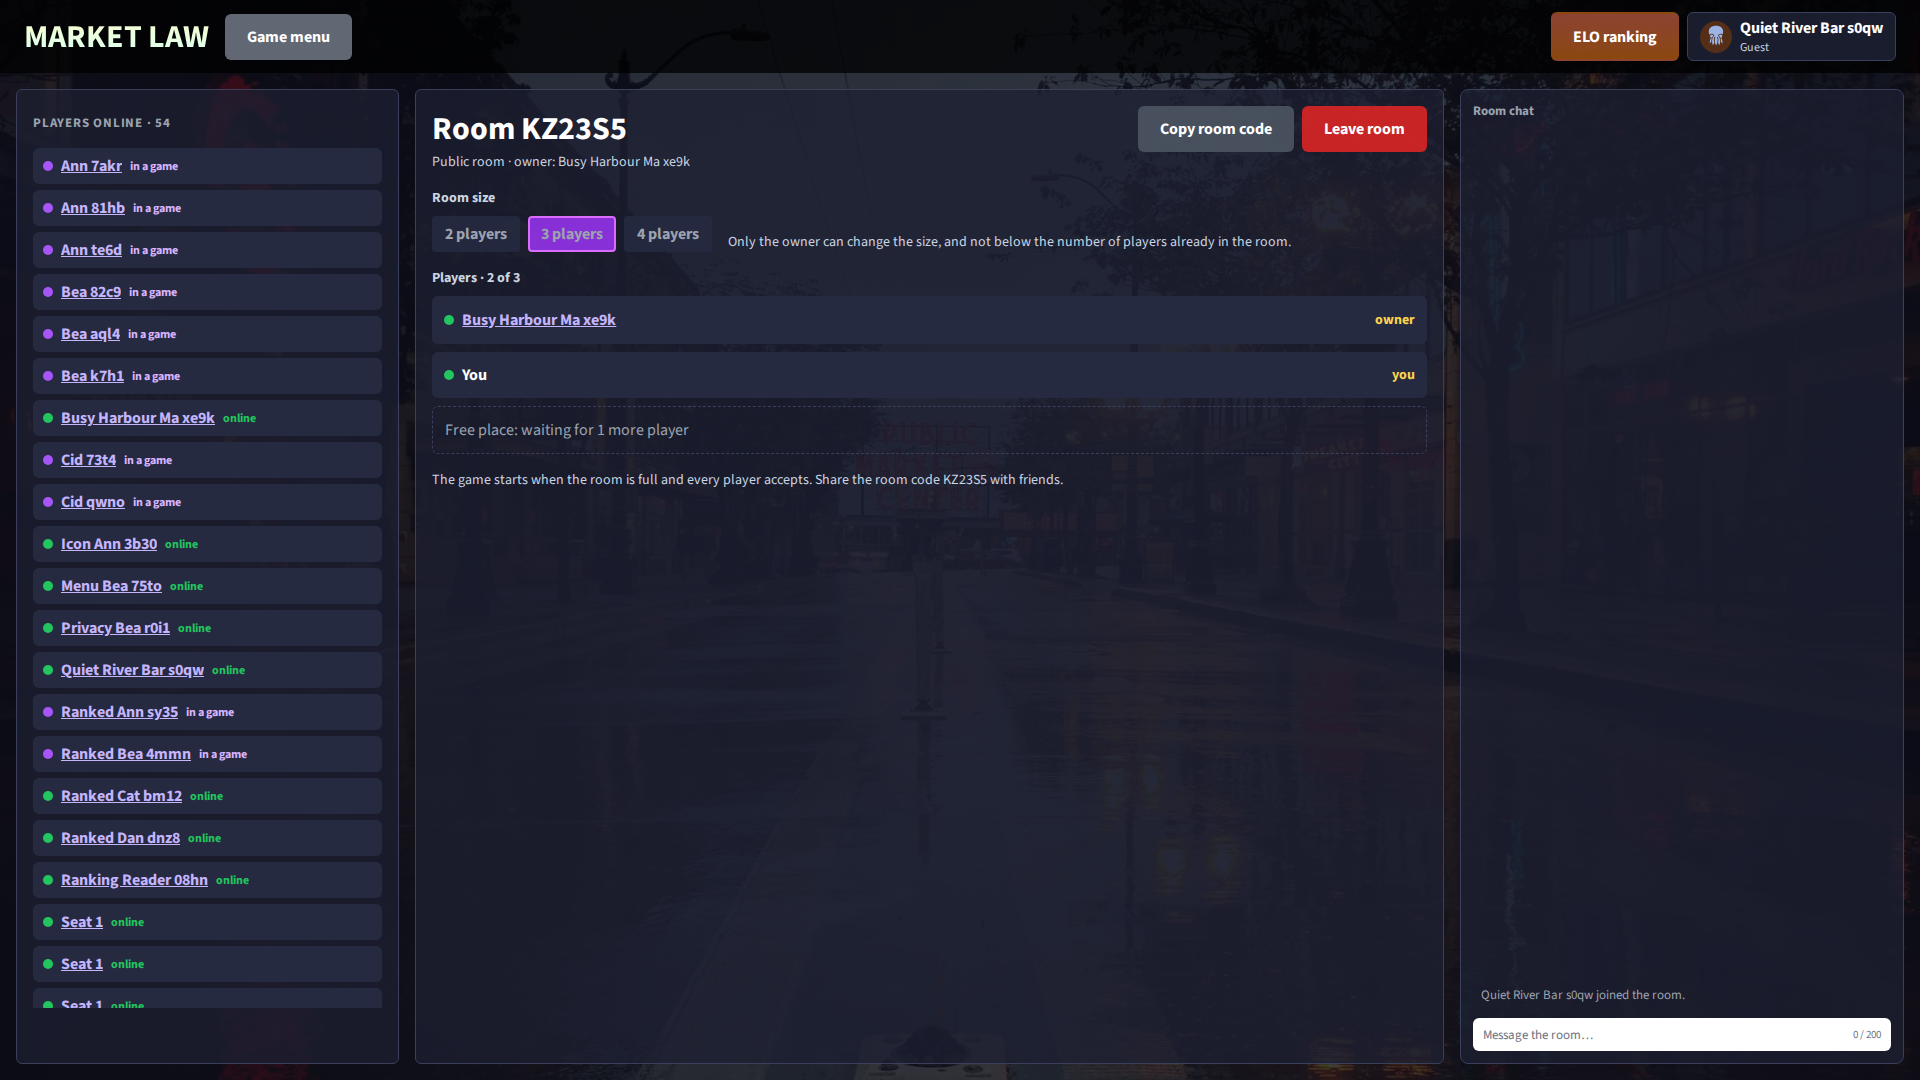 MARKET LAW
Game menu
ELO ranking
Quiet River Bar s0qw
Guest
PLAYERS ONLINE · 54
Ann 7akr in a game
Ann 81hb in a game
Ann te6d in a game
Bea 82c9 in a game
Bea aql4 in a game
Bea k7h1 in a game
Busy Harbour Ma xe9k online
Cid 73t4 in a game
Cid qwno in a game
Icon Ann 3b30 online
Menu Bea 75to online
Privacy Bea r0i1 online
Quiet River Bar s0qw online
Ranked Ann sy35 in a game
Ranked Bea 4mmn in a game
Ranked Cat bm12 online
Ranked Dan dnz8 online
Ranking Reader 08hn online
Seat 1 online
Seat 1 online
Seat 1 online
Room KZ23S5
Copy room code
Leave room
Public room · owner: Busy Harbour Ma xe9k
Room size
2 players
3 players
4 players
Only the owner can change the size, and not below the number of players already in the room.
Players · 2 of 3
Busy Harbour Ma xe9k owner
You you
Free place: waiting for 1 more player
The game starts when the room is full and every player accepts. Share the room code KZ23S5 with friends.
Room chat
Quiet River Bar s0qw joined the room.
Message the room… 0 / 200